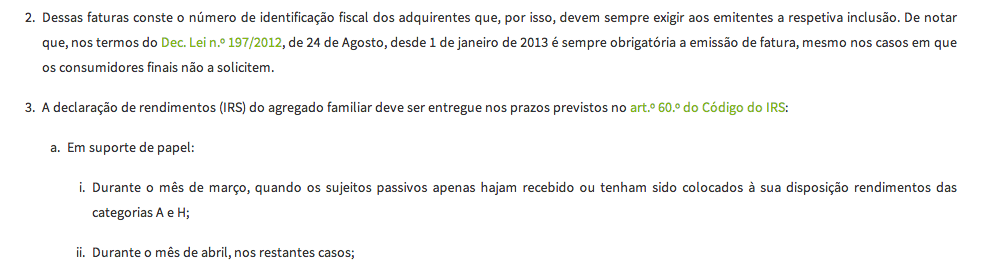 2. Dessas faturas conste o número de identificação fiscal dos adquirentes que, por isso, devem sempre exigir aos emitentes a respetiva inclusão. De notar
que, nos termos do Dec. Lei n.º 197/2012, de 24 de Agosto, desde 1 de janeiro de 2013 é sempre obrigatória a emissão de fatura, mesmo nos casos em que
os consumidores finais não a solicitem.
3. A declaração de rendimentos (IRS) do agregado familiar deve ser entregue nos prazos previstos no art.º 60.º do Código do IRS:
a. Em suporte de papel:
i. Durante o mês de março, quando os sujeitos passivos apenas hajam recebido ou tenham sido colocados à sua disposição rendimentos das
categorias A e H;
ii. Durante o mês de abril, nos restantes casos;